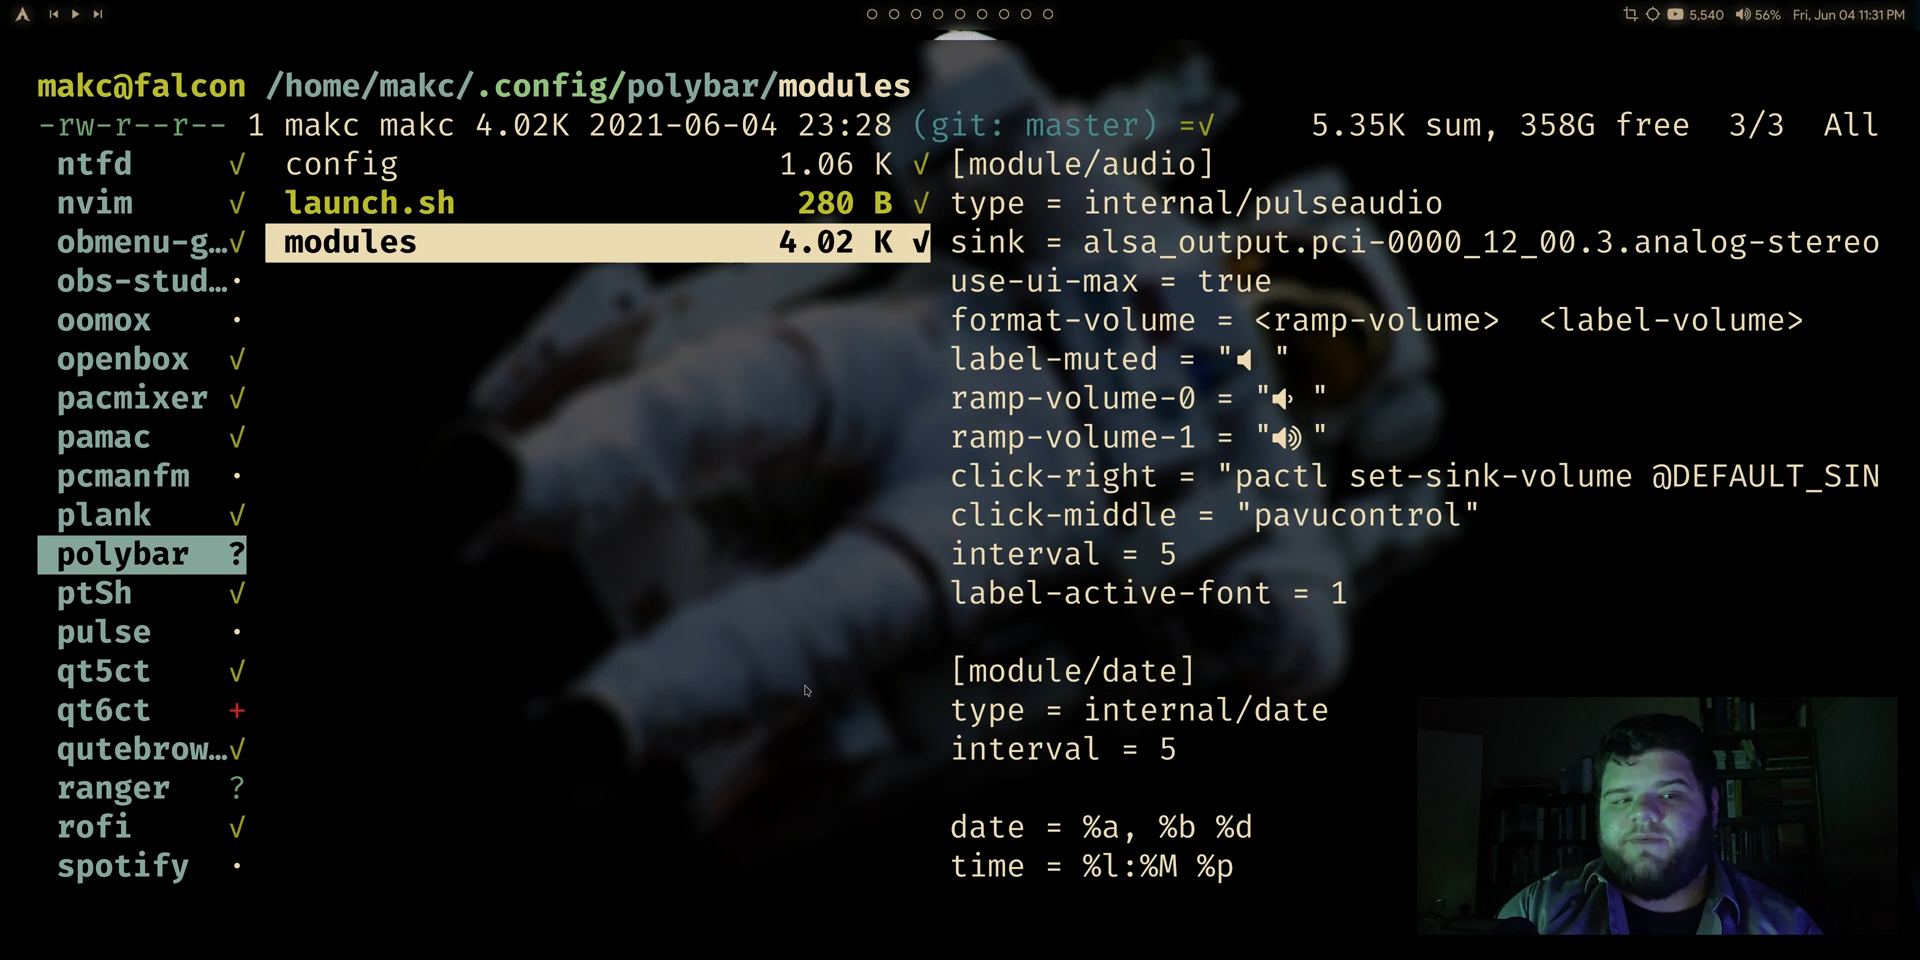 5,540 56% Fri, Jun 04 11:31 PM
makc@falcon /home/makc/.config/polybar/modules
-rw-r--r-- 1 makc makc 4.02K 2021-06-04 23:28 (git: master) =√ 5.35K sum, 358G free 3/3 All
ntfd √
nvim √
obmenu-g…√
obs-stud…·
oomox ·
openbox √
pacmixer √
pamac √
pcmanfm ·
plank √
polybar ?
ptSh √
pulse ·
qt5ct √
qt6ct +
qutebrow…√
ranger ?
rofi √
spotify ·
config 1.06 K √
launch.sh 280 B √
modules 4.02 K √
[module/audio]
type = internal/pulseaudio
sink = alsa_output.pci-0000_12_00.3.analog-stereo
use-ui-max = true
format-volume = <ramp-volume> <label-volume>
label-muted = "🔈 "
ramp-volume-0 = "🔉 "
ramp-volume-1 = "🔊 "
click-right = "pactl set-sink-volume @DEFAULT_SIN
click-middle = "pavucontrol"
interval = 5
label-active-font = 1
[module/date]
type = internal/date
interval = 5
date = %a, %b %d
time = %l:%M %p